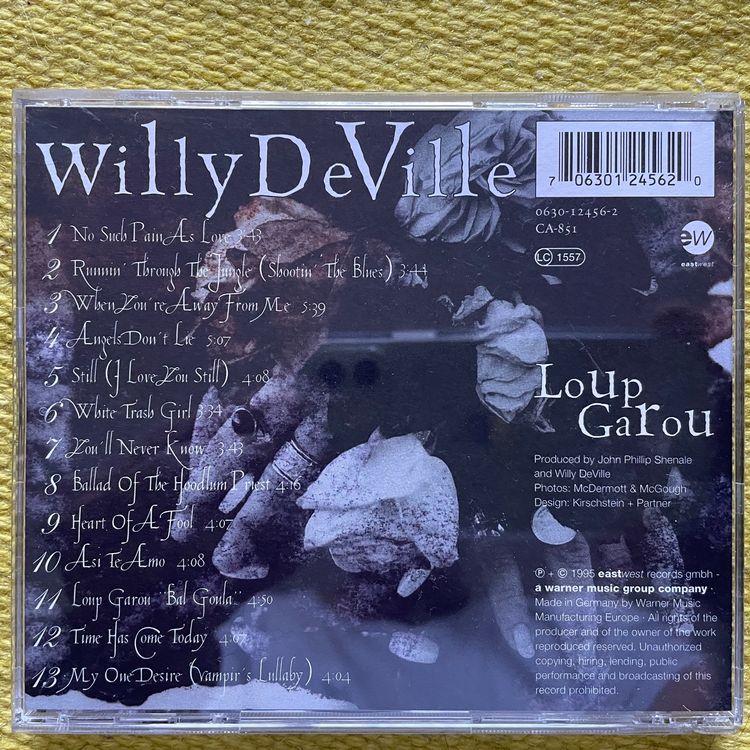 Willy DeVille
7 06301 24562 0
0630-12456-2
CA-851
LC 1557
ew
eastwest
1 No Such Pain As Love 3:43
2 Runnin' Through The Jungle (Shootin' The Blues) 3:44
3 When You're Away From Me 5:39
4 Angels Don't Lie 5:07
5 Still (I Love You Still) 4:08
6 White Trash Girl 3:34
7 You'll Never Know 3:43
8 Ballad Of The Hoodlum Priest 4:16
9 Heart Of A Fool 4:07
10 Asi Te Amo 4:08
11 Loup Garou "Bal Goula" 4:50
12 Time Has Come Today 4:07
13 My One Desire (Vampir's Lullaby) 4:04
Loup
Garou
Produced by John Phillip Shenale
and Willy DeVille
Photos: McDermott & McGough
Design: Kirschstein + Partner
℗ + © 1995 eastwest records gmbh -
a warner music group company ·
Made in Germany by Warner Music
Manufacturing Europe · All rights of the
producer and of the owner of the work
reproduced reserved. Unauthorized
copying, hiring, lending, public
performance and broadcasting of this
record prohibited.